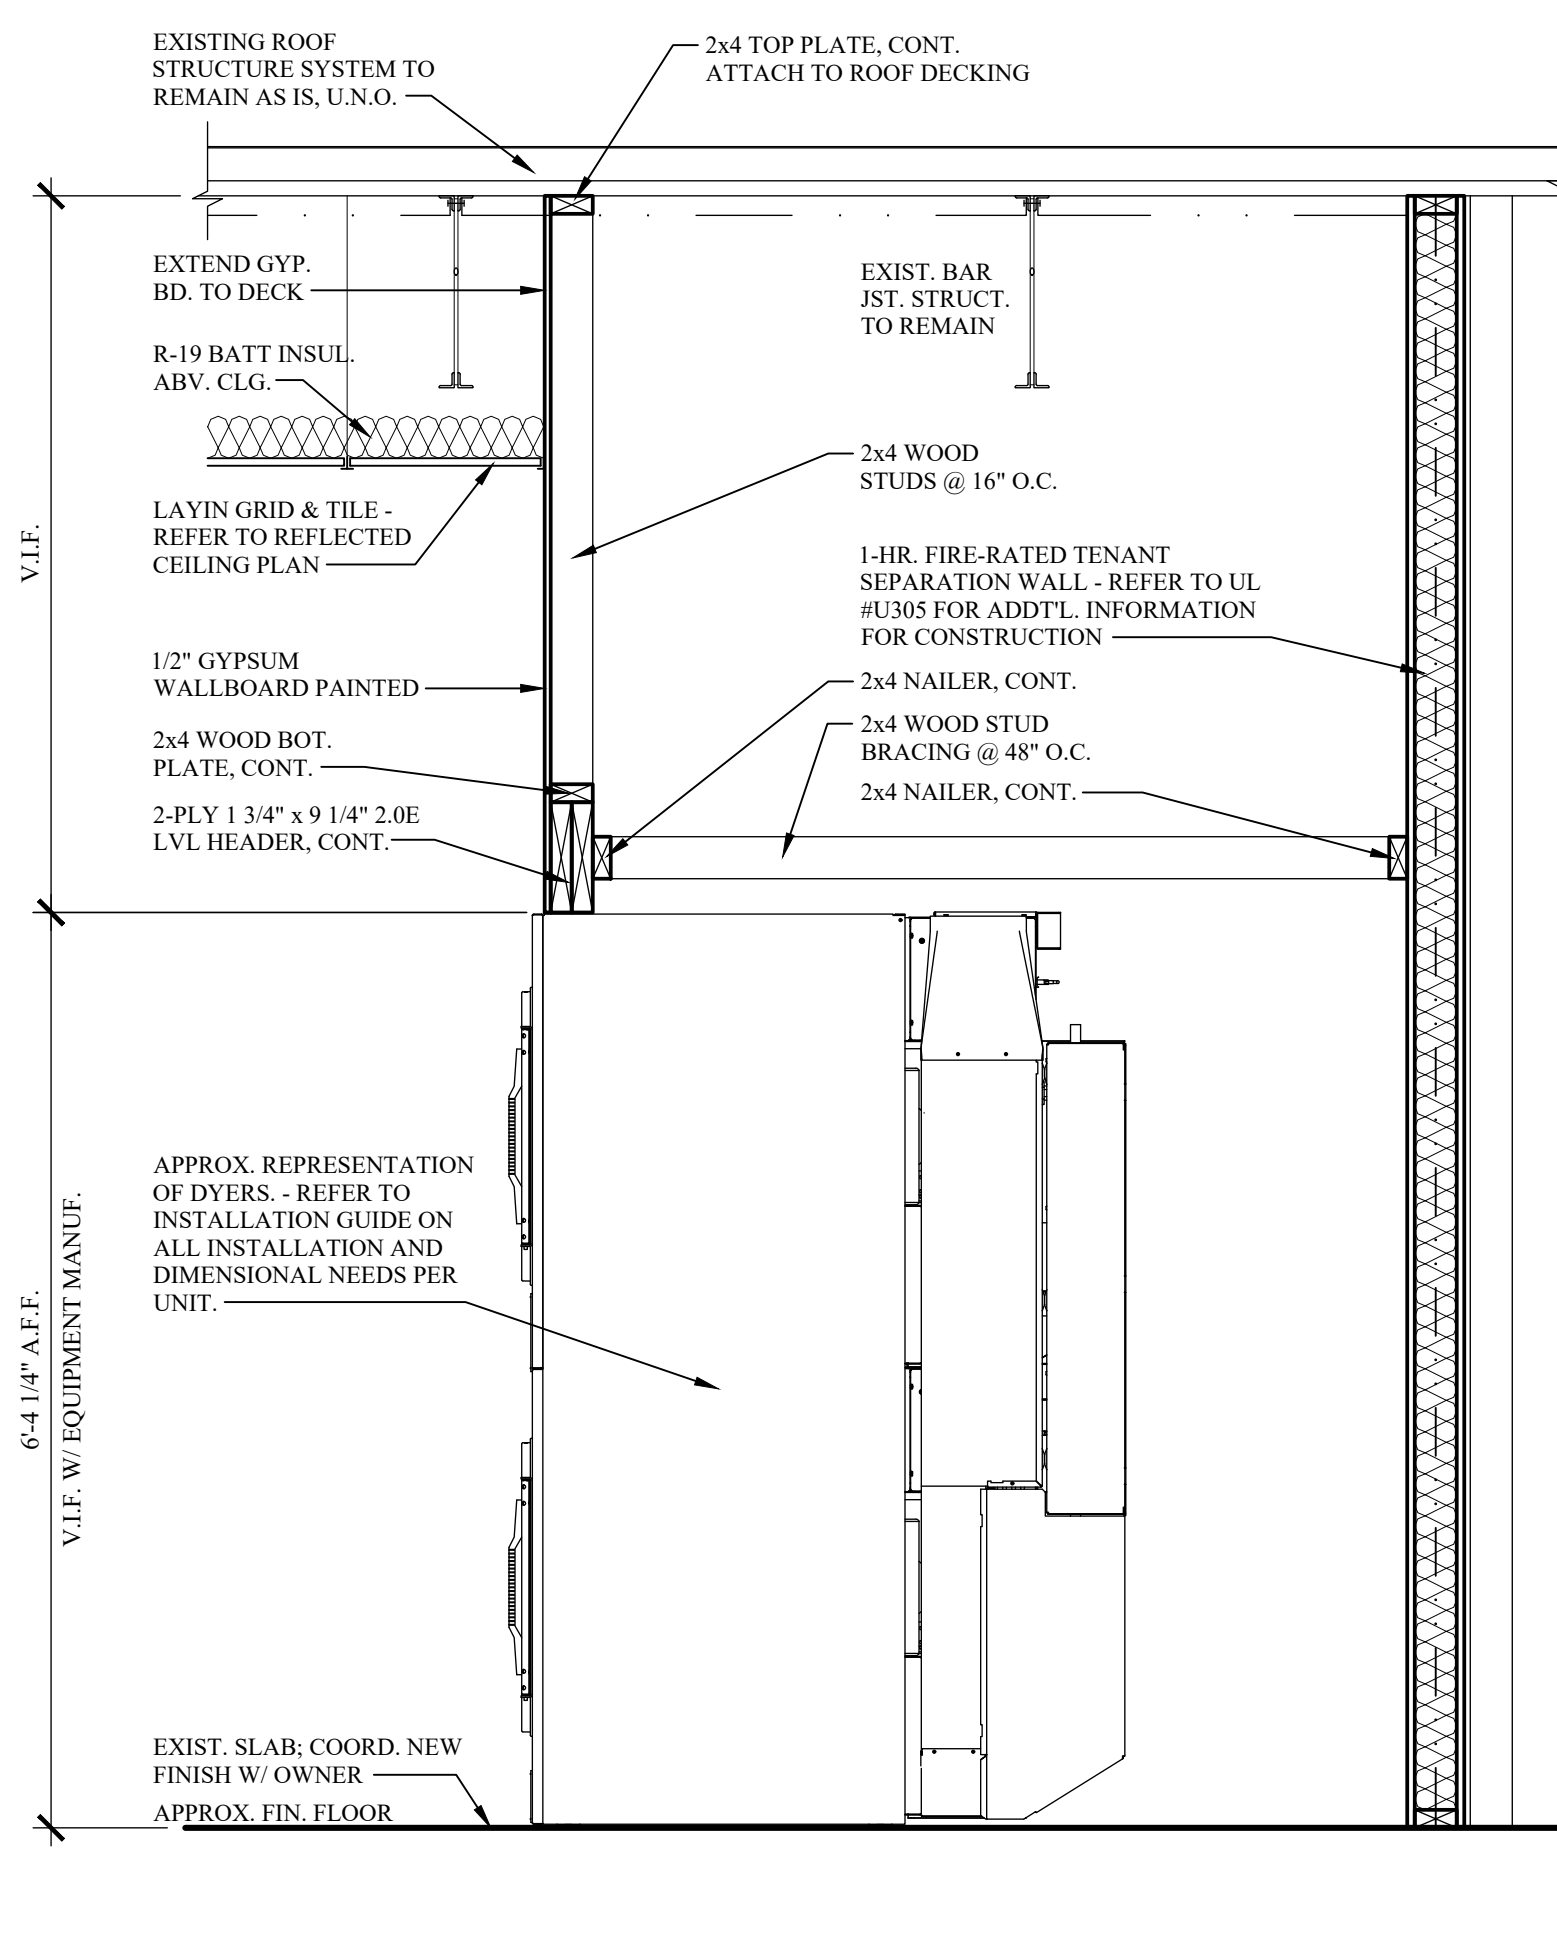 EXISTING ROOF
STRUCTURE SYSTEM TO
REMAIN AS IS, U.N.O.
2x4 TOP PLATE, CONT.
ATTACH TO ROOF DECKING
EXTEND GYP.
BD. TO DECK
R-19 BATT INSUL.
ABV. CLG.
EXIST. BAR
JST. STRUCT.
TO REMAIN
2x4 WOOD
STUDS @ 16" O.C.
LAYIN GRID & TILE -
REFER TO REFLECTED
CEILING PLAN
V.I.F.
1-HR. FIRE-RATED TENANT
SEPARATION WALL - REFER TO UL
#U305 FOR ADDT'L. INFORMATION
FOR CONSTRUCTION
1/2" GYPSUM
WALLBOARD PAINTED
2x4 NAILER, CONT.
2x4 WOOD STUD
BRACING @ 48" O.C.
2x4 NAILER, CONT.
2x4 WOOD BOT.
PLATE, CONT.
2-PLY 1 3/4" x 9 1/4" 2.0E
LVL HEADER, CONT.
APPROX. REPRESENTATION
OF DYERS. - REFER TO
INSTALLATION GUIDE ON
ALL INSTALLATION AND
DIMENSIONAL NEEDS PER
UNIT.
6'-4 1/4" A.F.F.
V.I.F. W/ EQUIPMENT MANUF.
EXIST. SLAB; COORD. NEW
FINISH W/ OWNER
APPROX. FIN. FLOOR